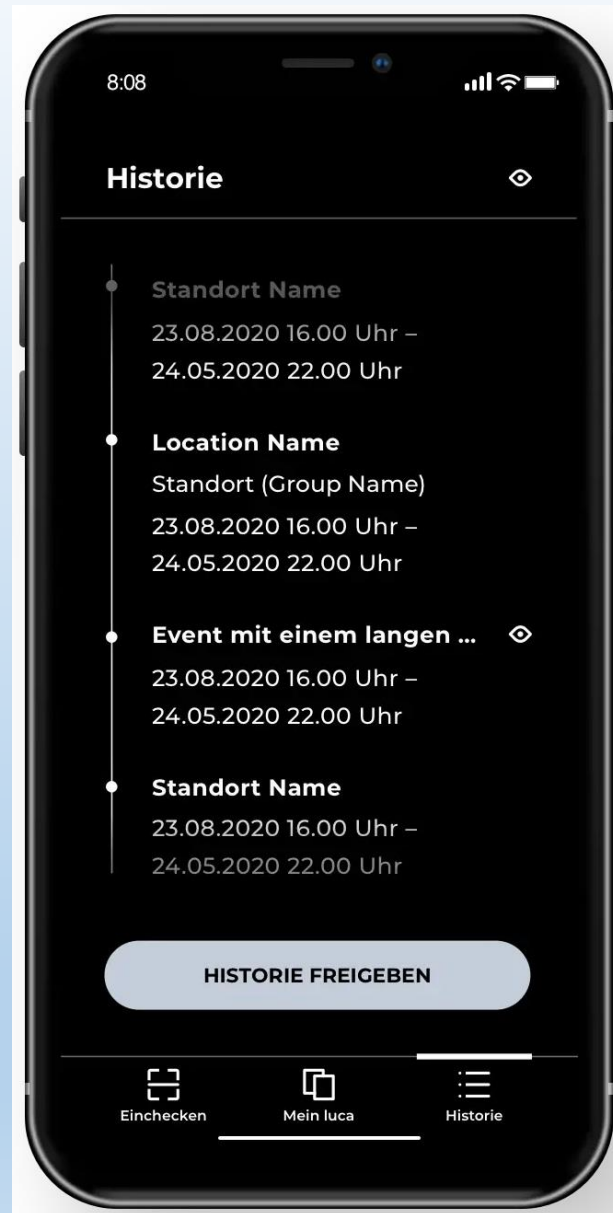 8:08
Historie
Standort Name
23.08.2020 16.00 Uhr –
24.05.2020 22.00 Uhr
Location Name
Standort (Group Name)
23.08.2020 16.00 Uhr –
24.05.2020 22.00 Uhr
Event mit einem langen ...
23.08.2020 16.00 Uhr –
24.05.2020 22.00 Uhr
Standort Name
23.08.2020 16.00 Uhr –
24.05.2020 22.00 Uhr
HISTORIE FREIGEBEN
Einchecken Mein luca Historie